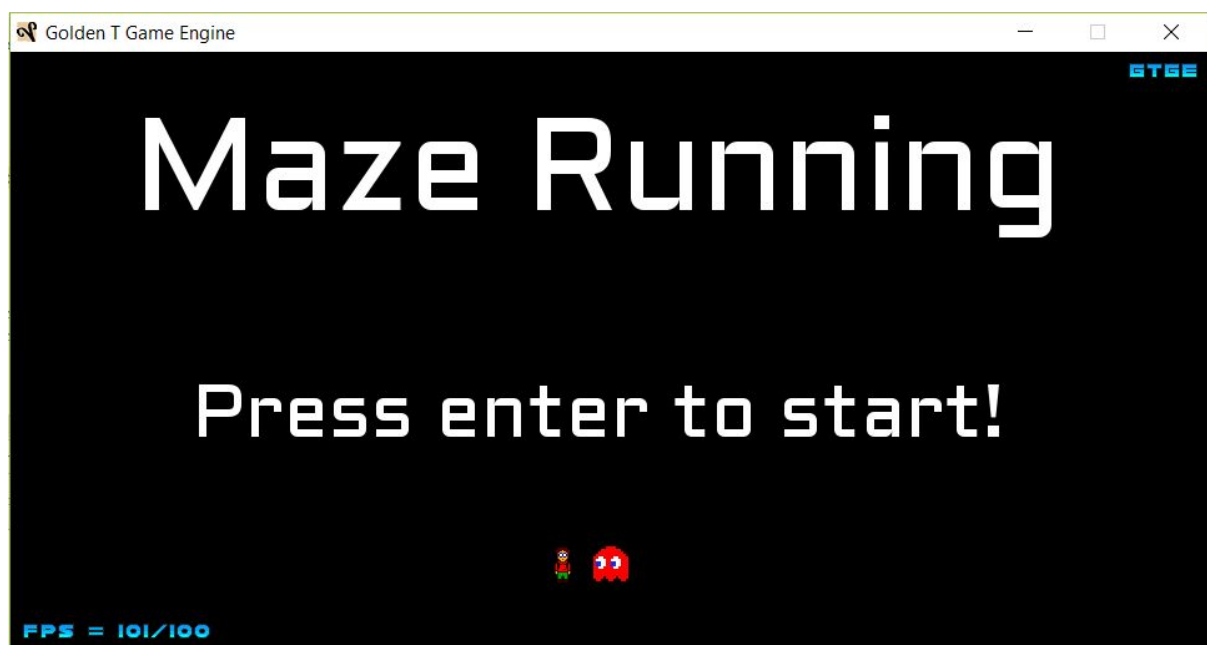 Golden T Game Engine
GTGE
Maze Running
Press enter to start!
FPS = 101/100